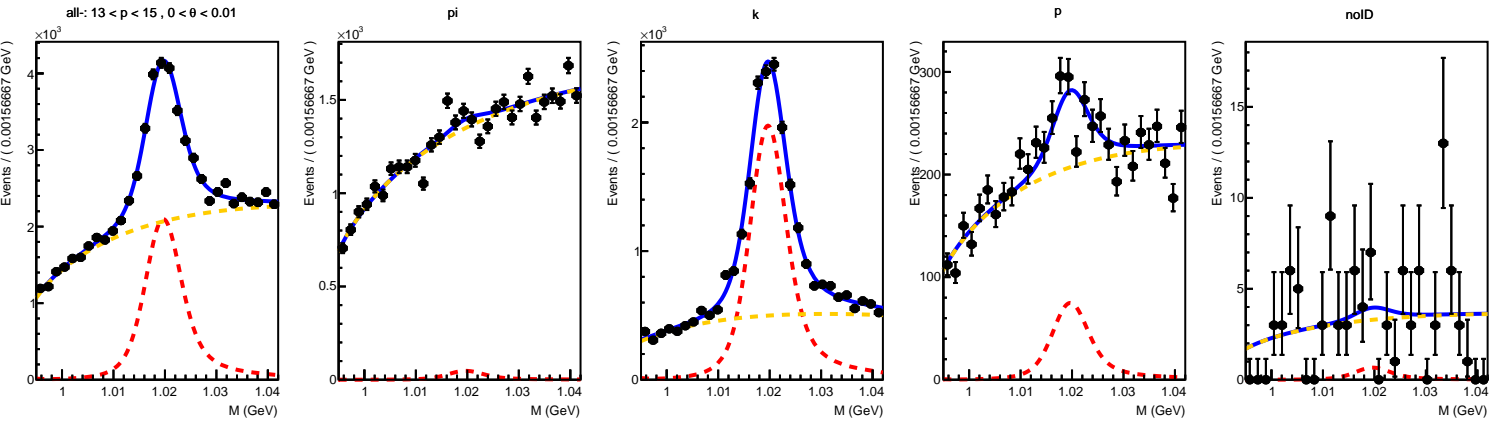 all-: 13 < p < 15 , 0 < θ < 0.01
×10³
Events / ( 0.00156667 GeV )
4
3
2
1
0
1 1.01 1.02 1.03 1.04
M (GeV)
pi
×10³
Events / ( 0.00156667 GeV )
1.5
1
0.5
0
1 1.01 1.02 1.03 1.04
M (GeV)
k
×10³
Events / ( 0.00156667 GeV )
2
1
0
1 1.01 1.02 1.03 1.04
M (GeV)
p
Events / ( 0.00156667 GeV )
300
200
100
0
1 1.01 1.02 1.03 1.04
M (GeV)
noID
Events / ( 0.00156667 GeV )
15
10
5
0
1 1.01 1.02 1.03 1.04
M (GeV)